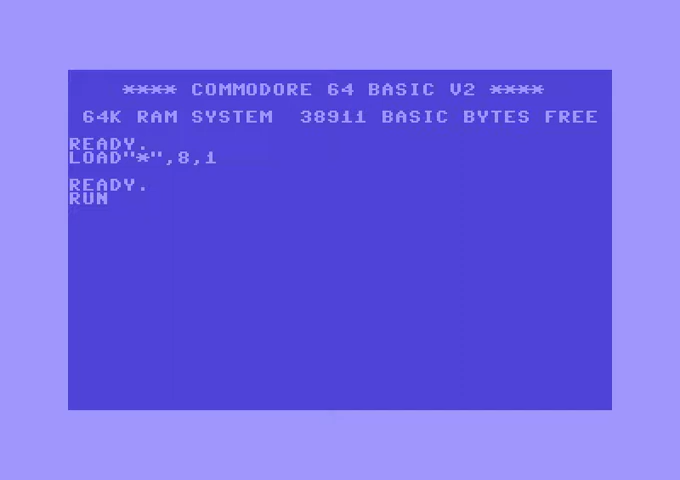 **** COMMODORE 64 BASIC V2 ****
64K RAM SYSTEM  38911 BASIC BYTES FREE
READY.
LOAD"*",8,1
READY.
RUN